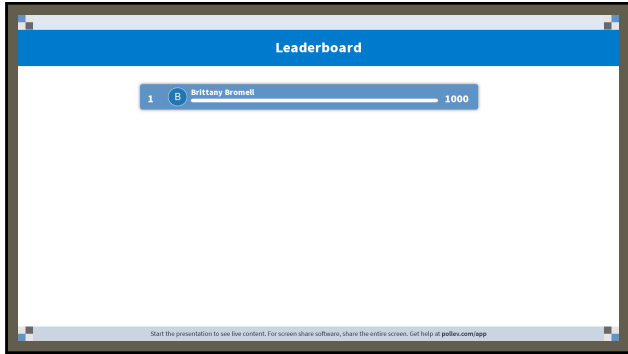 Leaderboard
1 B Brittany Bromell 1000
Start the presentation to see live content. For screen share software, share the entire screen. Get help at pollev.com/app